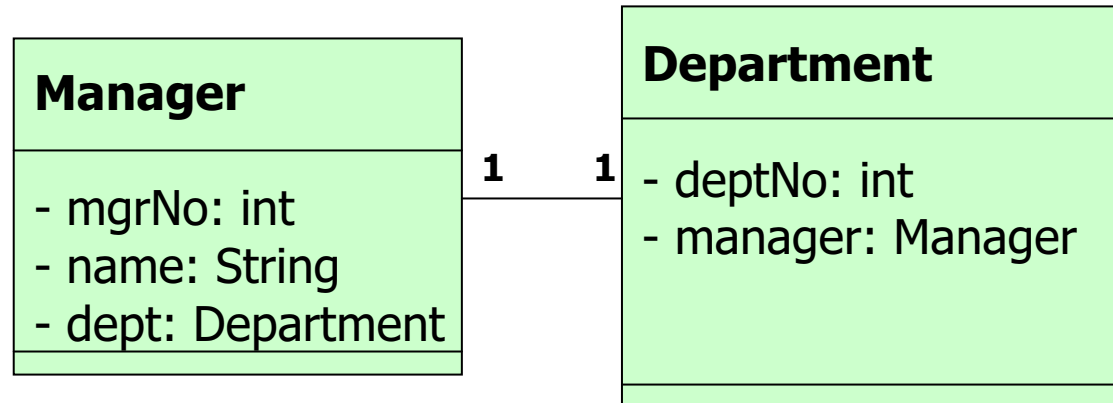 Manager
- mgrNo: int
- name: String
- dept: Department
1 1
Department
- deptNo: int
- manager: Manager